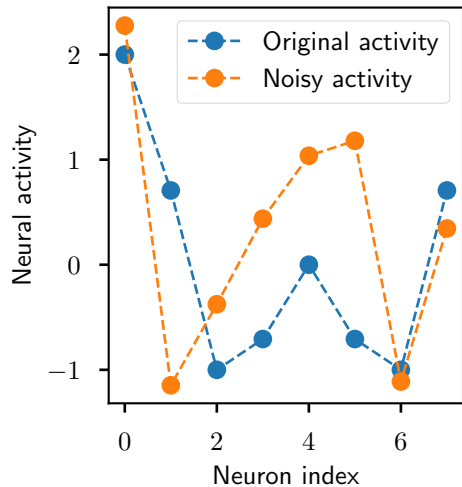 Original activity
Noisy activity
Neural activity
2
1
0
−1
0 2 4 6
Neuron index